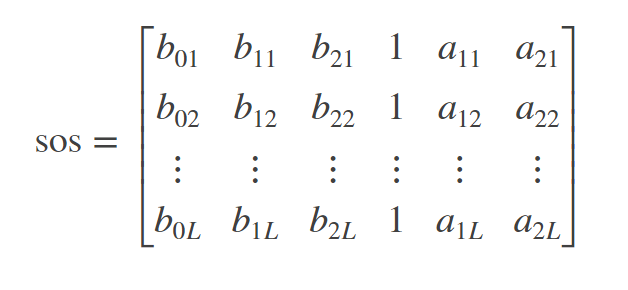 b01 b11 b21 1 a11 a21
b02 b12 b22 1 a12 a22
sos = ⋮ ⋮ ⋮ ⋮ ⋮ ⋮
b0L b1L b2L 1 a1L a2L